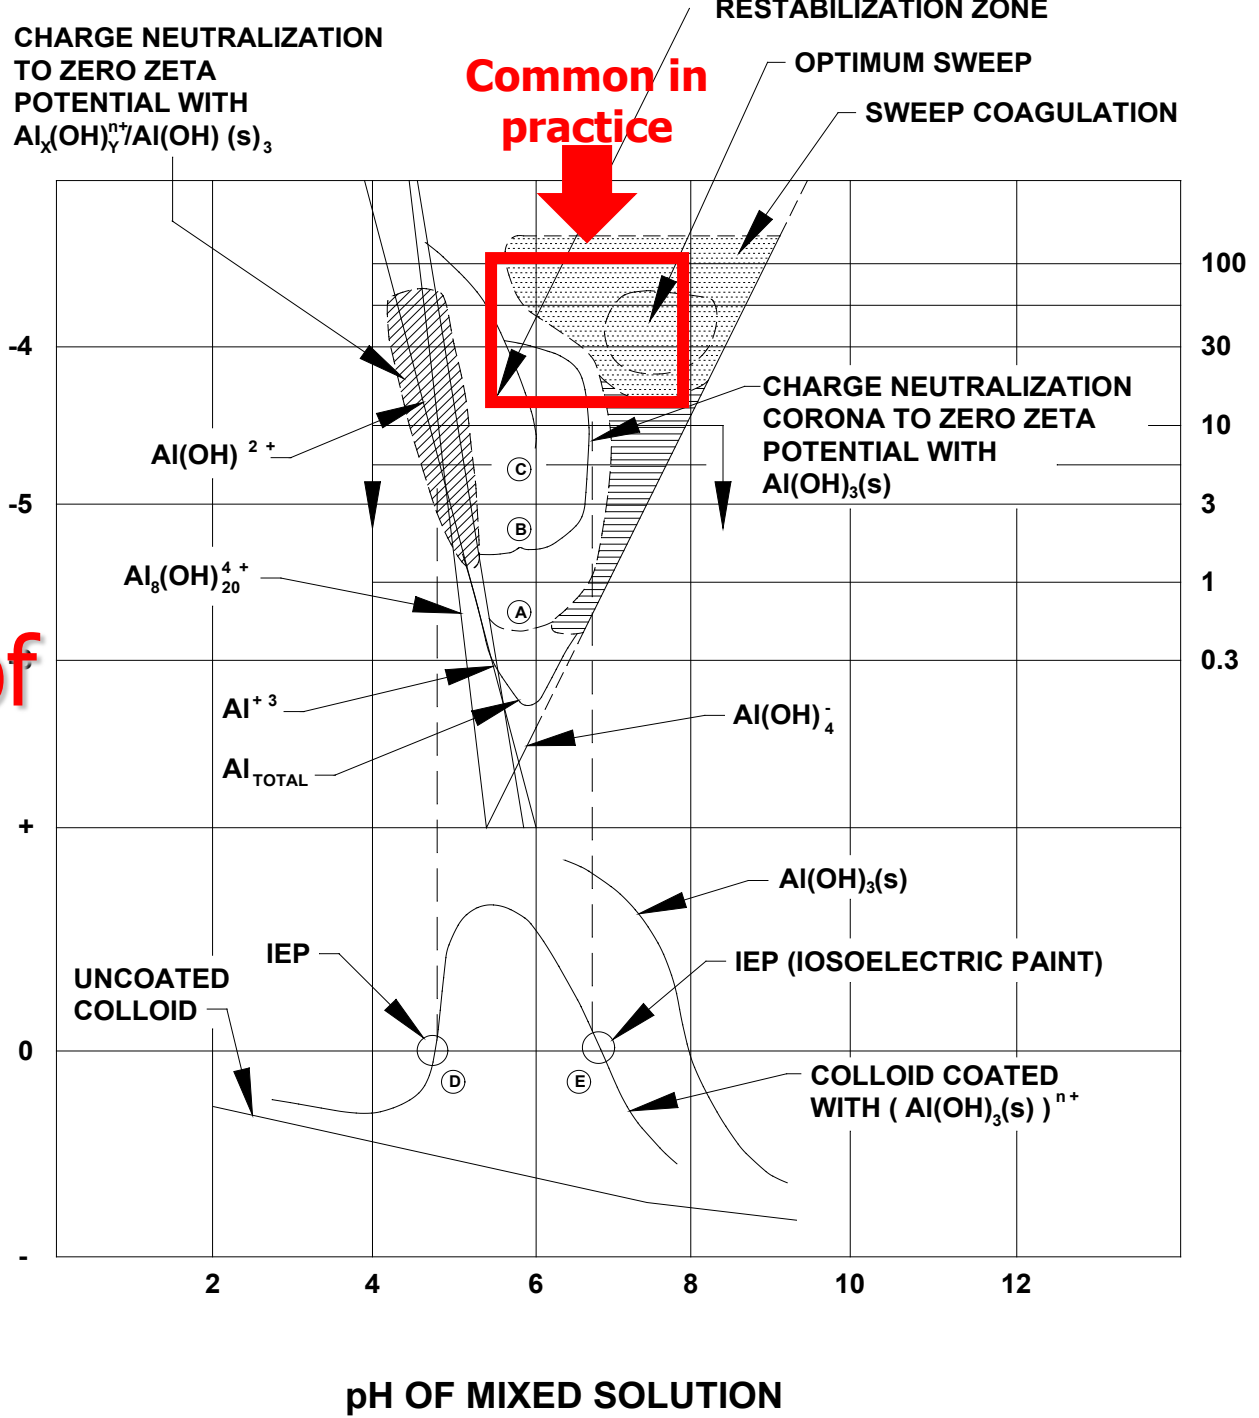 RESTABILIZATION ZONE
CHARGE NEUTRALIZATION
TO ZERO ZETA
POTENTIAL WITH
Alₓ(OH)ᵧⁿ⁺/Al(OH) (s)₃
Common in
practice
OPTIMUM SWEEP
SWEEP COAGULATION
100
-4
30
CHARGE NEUTRALIZATION
CORONA TO ZERO ZETA
POTENTIAL WITH
Al(OH)₃(s)
10
Al(OH) ²⁺
C
-5
3
B
Al₈(OH)₂₀⁴⁺
1
A
of
0.3
Al⁺³
Al(OH)₄⁻
Al TOTAL
+
Al(OH)₃(s)
IEP
IEP (IOSOELECTRIC PAINT)
UNCOATED
COLLOID
0
D
E
COLLOID COATED
WITH ( Al(OH)₃(s) )ⁿ⁺
-
2 4 6 8 10 12
pH OF MIXED SOLUTION